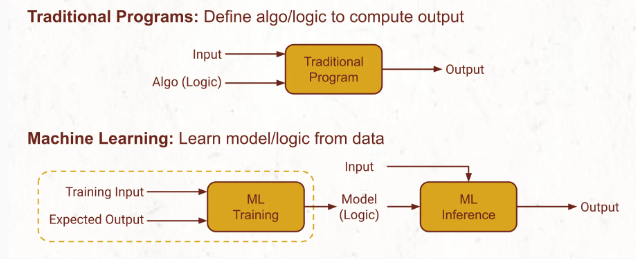 Traditional Programs: Define algo/logic to compute output
Input
Algo (Logic)
Traditional
Program
Output
Machine Learning: Learn model/logic from data
Training Input
Expected Output
ML
Training
Input
Model
(Logic)
ML
Inference
Output